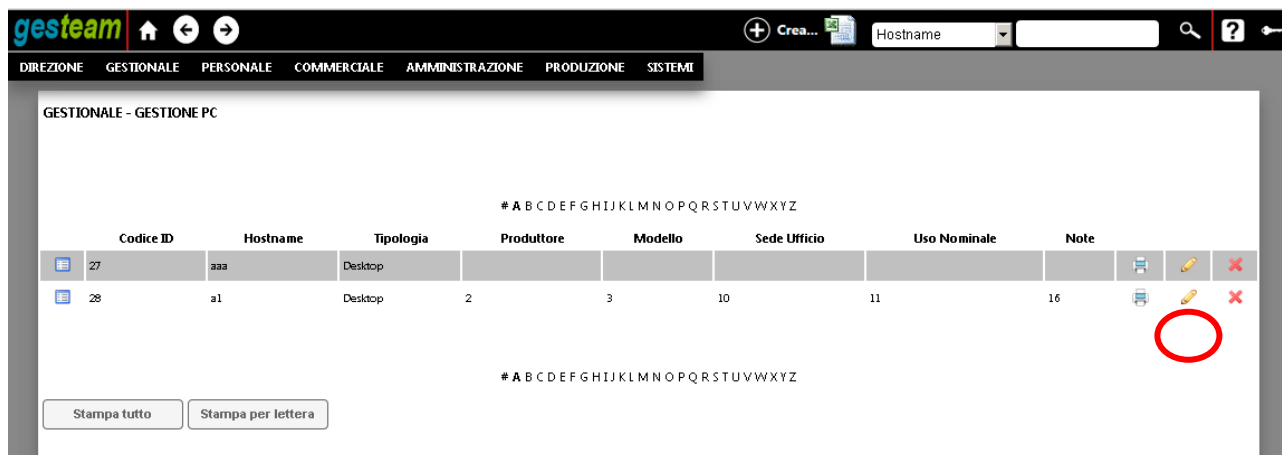 gesteam Crea... Hostname ?
DIREZIONE GESTIONALE PERSONALE COMMERCIALE AMMINISTRAZIONE PRODUZIONE SISTEMI
GESTIONALE - GESTIONE PC
# A B C D E F G H I J K L M N O P Q R S T U V W X Y Z
Codice ID Hostname Tipologia Produttore Modello Sede Ufficio Uso Nominale Note
27 aaa Desktop
28 a1 Desktop 2 3 10 11 16
# A B C D E F G H I J K L M N O P Q R S T U V W X Y Z
Stampa tutto Stampa per lettera